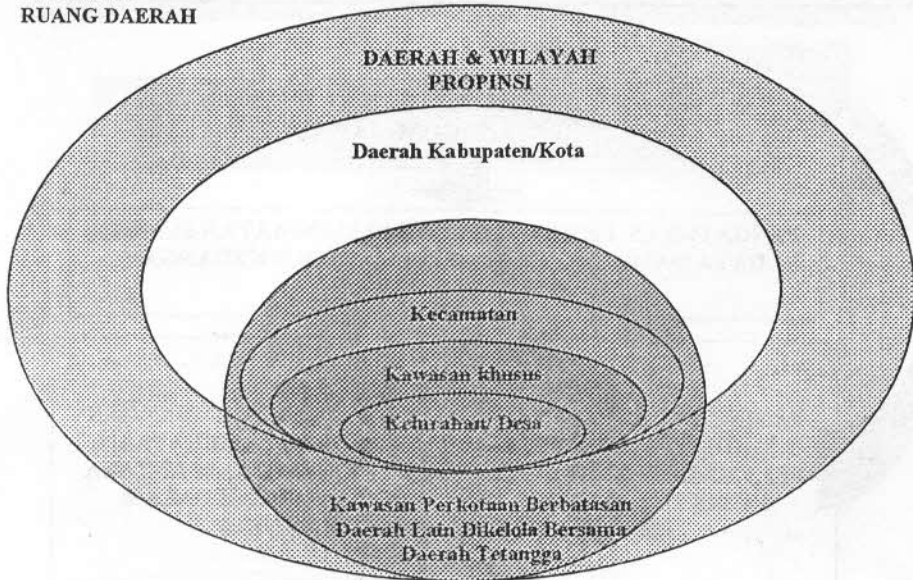 RUANG DAERAH
DAERAH & WILAYAH
PROPINSI
Daerah Kabupaten/Kota
Kecamatan
Kawasan khusus
Kelurahan/ Desa
Kawasan Perkotaan Berbatasan
Daerah Lain Dikelola Bersama
Daerah Tetangga